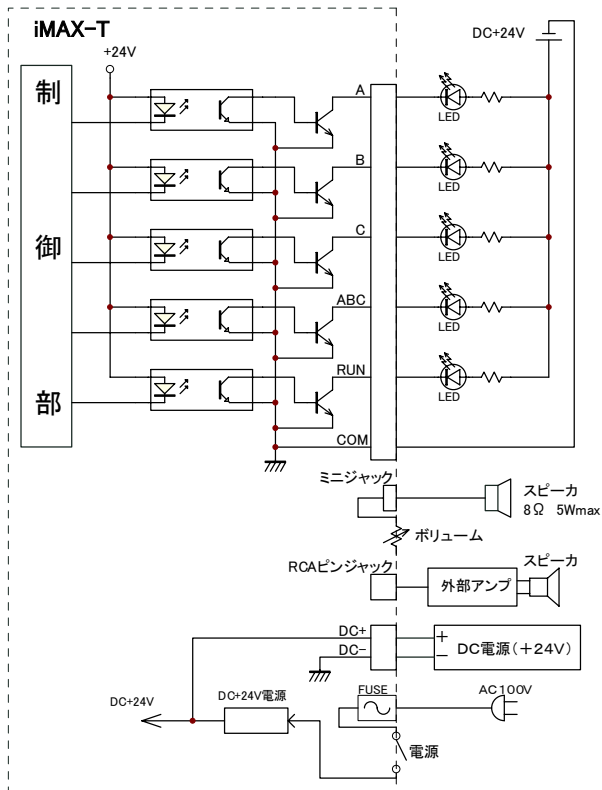 iMAX-T
+24V
DC+24V
制
御
部
A
LED
B
LED
C
LED
ABC
LED
RUN
LED
COM
ミニジャック
スピーカ
8Ω 5Wmax
ボリューム
RCAピンジャック
スピーカ
外部アンプ
DC+
DC-
+
-
DC電源(+24V)
DC+24V
DC+24V電源
FUSE
AC100V
電源